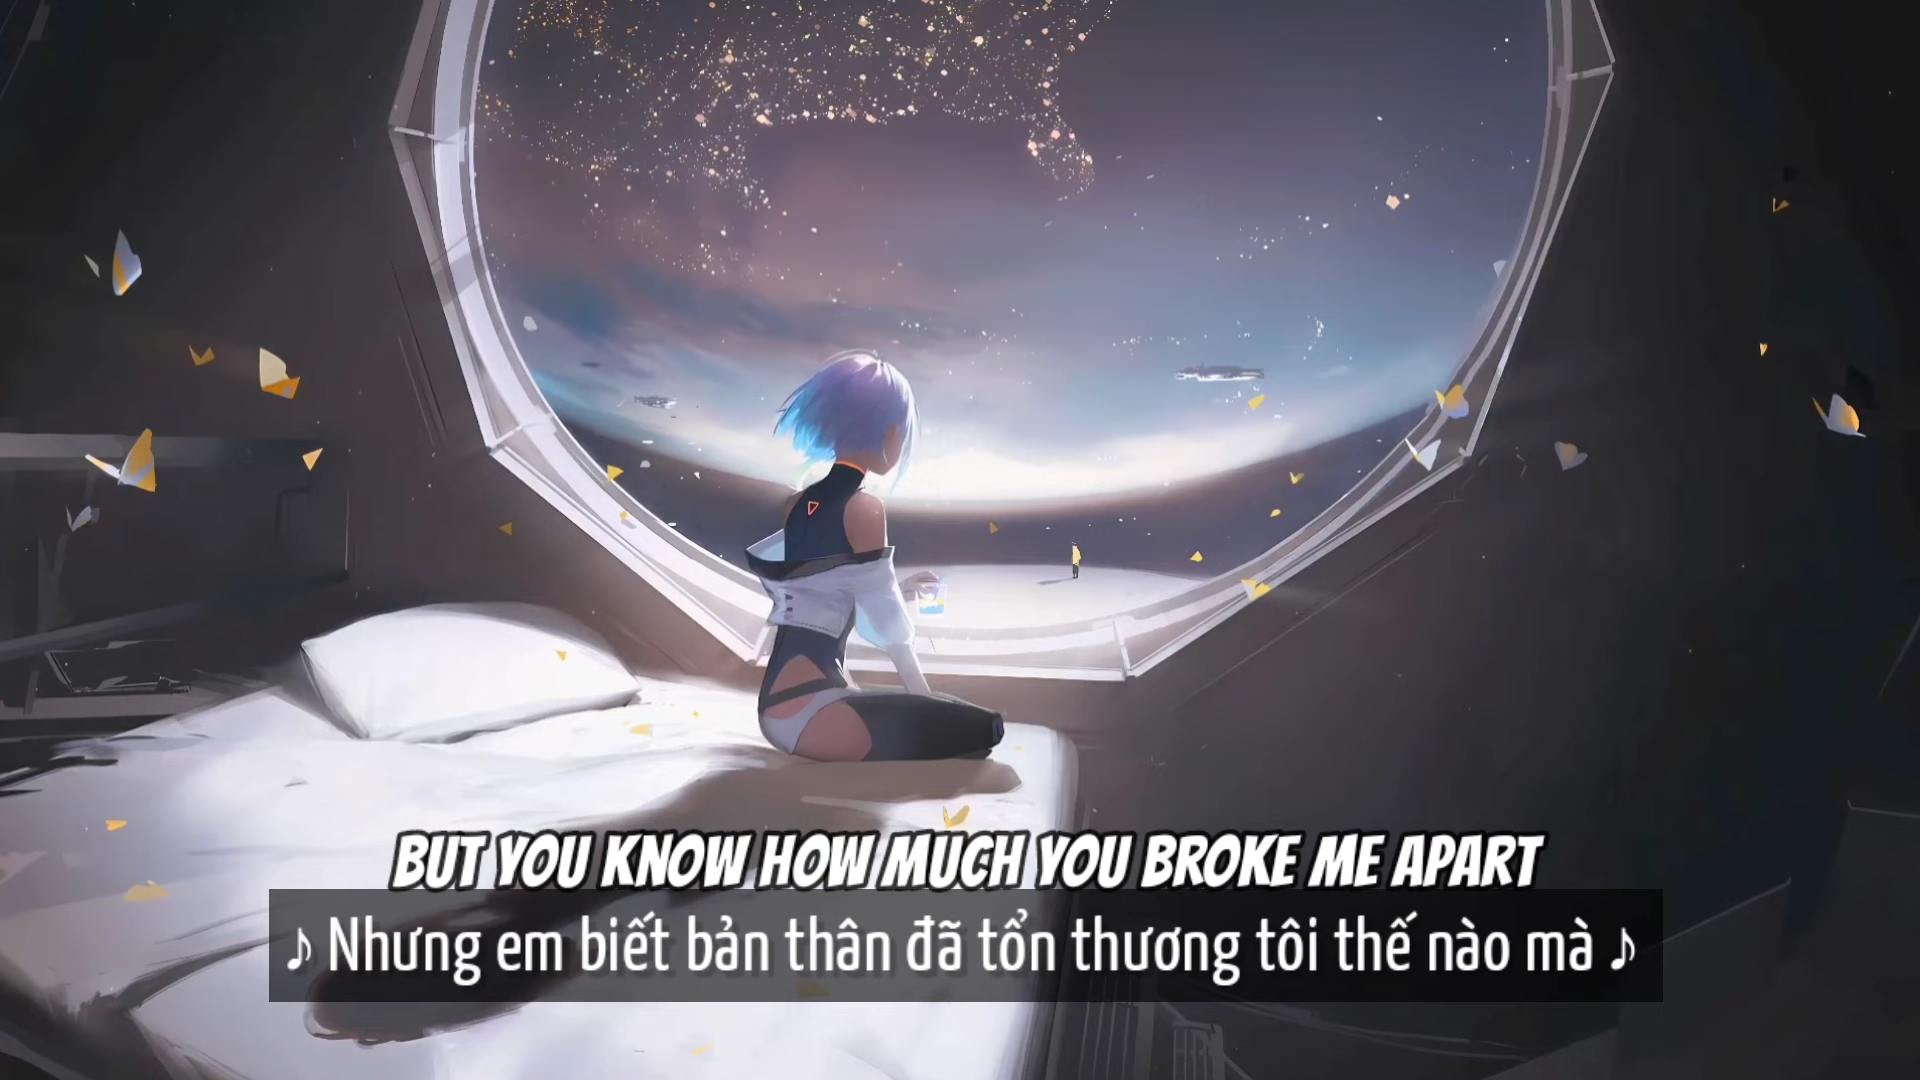 BUT YOU KNOW HOW MUCH YOU BROKE ME APART
♪ Nhưng em biết bản thân đã tổn thương tôi thế nào mà ♪